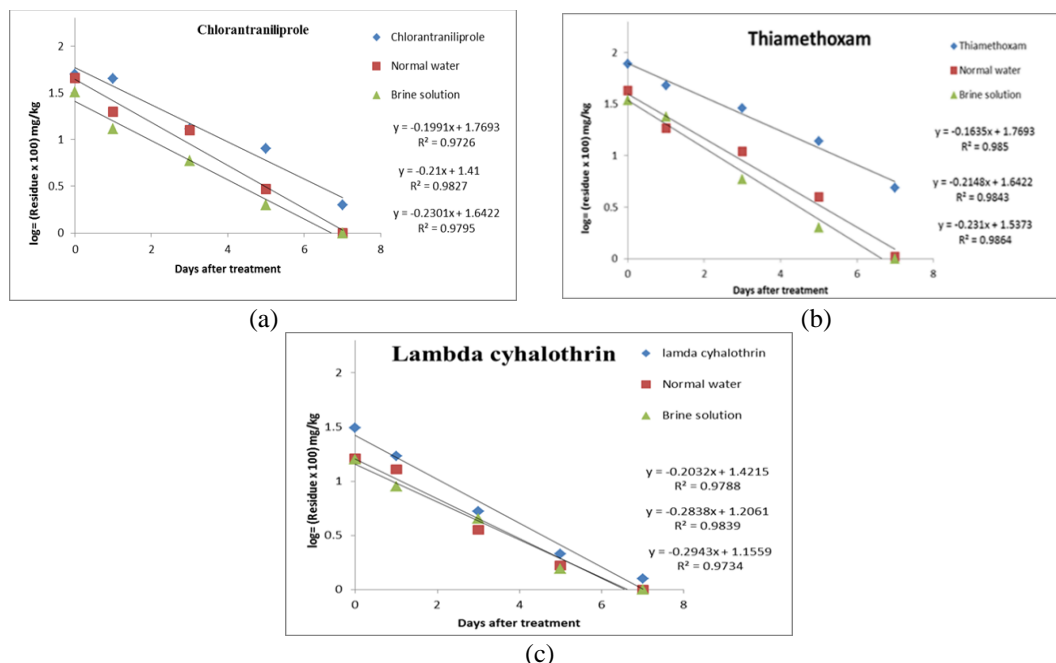 Chlorantraniliprole
log= (Residue x 100) mg/kg
2
1.5
1
0.5
0
0 2 4 6 8
Days after treatment
Chlorantraniliprole
Normal water
Brine solution
y = -0.1991x + 1.7693
R² = 0.9726
y = -0.21x + 1.41
R² = 0.9827
y = -0.2301x + 1.6422
R² = 0.9795
(a)
Thiamethoxam
log= (residue x 100) mg/kg
2
1.5
1
0.5
0
0 2 4 6 8
Days after treatment
Thiamethoxam
Normal water
Brine solution
y = -0.1635x + 1.7693
R² = 0.985
y = -0.2148x + 1.6422
R² = 0.9843
y = -0.231x + 1.5373
R² = 0.9864
(b)
Lambda cyhalothrin
log= (Residue x 100) mg/kg
2
1.5
1
0.5
0
0 2 4 6 8
Days after treatment
lamda cyhalothrin
Normal water
Brine solution
y = -0.2032x + 1.4215
R² = 0.9788
y = -0.2838x + 1.2061
R² = 0.9839
y = -0.2943x + 1.1559
R² = 0.9734
(c)